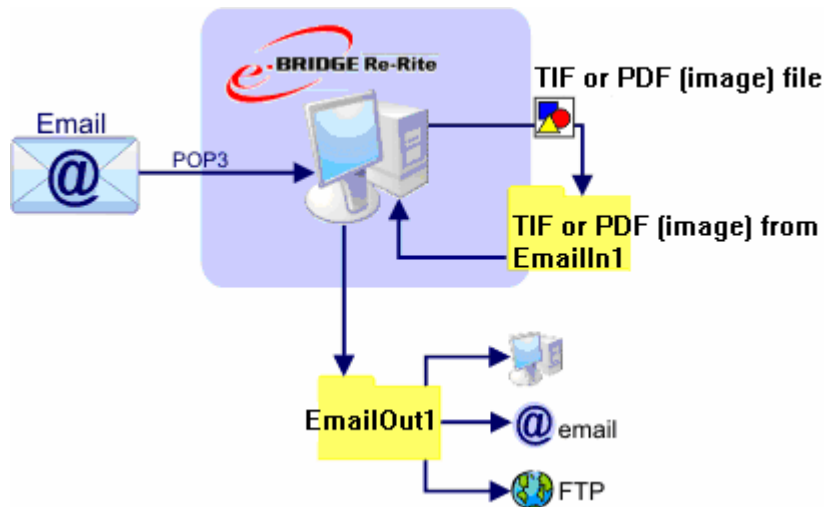 e-BRIDGE Re-Rite
TIF or PDF (image) file
Email
@
POP3
TIF or PDF (image) from
EmailIn1
EmailOut1
@ email
FTP